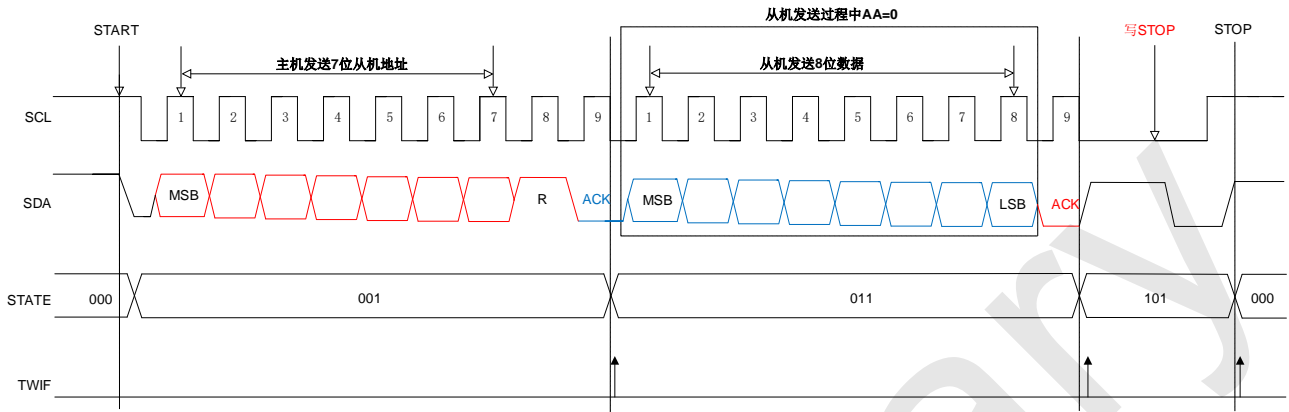 从机发送过程中AA=0
START 写STOP STOP
主机发送7位从机地址 从机发送8位数据
SCL 1 2 3 4 5 6 7 8 9 1 2 3 4 5 6 7 8 9
SDA MSB R ACK MSB LSB ACK
STATE 000 001 011 101 000
TWIF
ary